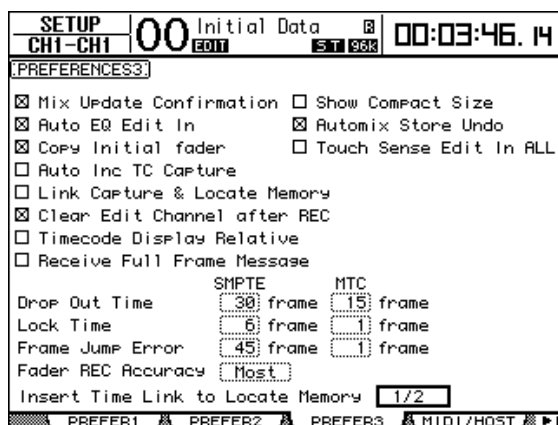 SETUP 00 Initial Data R 00:03:46. 14
CH1-CH1 EDIT ST 96k
PREFERENCES3
☒ Mix Update Confirmation ☐ Show Compact Size
☒ Auto EQ Edit In ☒ Automix Store Undo
☒ Copy Initial fader ☐ Touch Sense Edit In ALL
☐ Auto Inc TC Capture
☐ Link Capture & Locate Memory
☒ Clear Edit Channel after REC
☐ Timecode Display Relative
☐ Receive Full Frame Message
SMPTE MTC
Drop Out Time 30 frame 15 frame
Lock Time 6 frame 1 frame
Frame Jump Error 45 frame 1 frame
Fader REC Accuracy Most
Insert Time Link to Locate Memory 1/2
PREFER1 PREFER2 PREFER3 MIDI/HOST